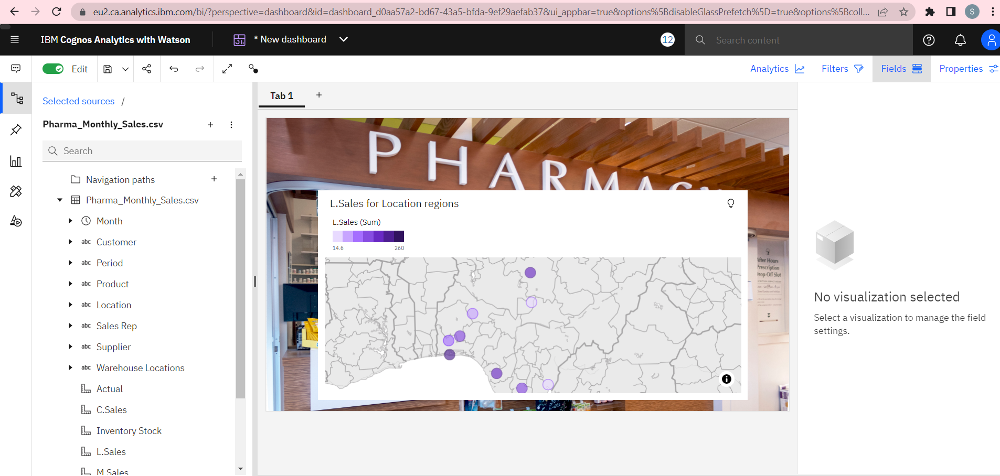 eu2.ca.analytics.ibm.com/bi/?perspective=dashboard&id=dashboard_d0aa57a2-bd67-43a5-bfda-9ef29aefab37&ui_appbar=true&options%5BdisableGlassPrefetch%5D=true&options%5Bcoll...
S
IBM Cognos Analytics with Watson
* New dashboard
12
Search content
Edit
Analytics
Filters
Fields
Properties
Selected sources /
Pharma_Monthly_Sales.csv
Search
Navigation paths
Pharma_Monthly_Sales.csv
Month
abc Customer
abc Period
abc Product
abc Location
abc Sales Rep
abc Supplier
abc Warehouse Locations
Actual
C.Sales
Inventory Stock
L.Sales
M.Sales
Tab 1
PHARMACY
L.Sales for Location regions
L.Sales (Sum)
14.6
260
After Hours
Prescription
Drop-Off Slot
No visualization selected
Select a visualization to manage the field
settings.